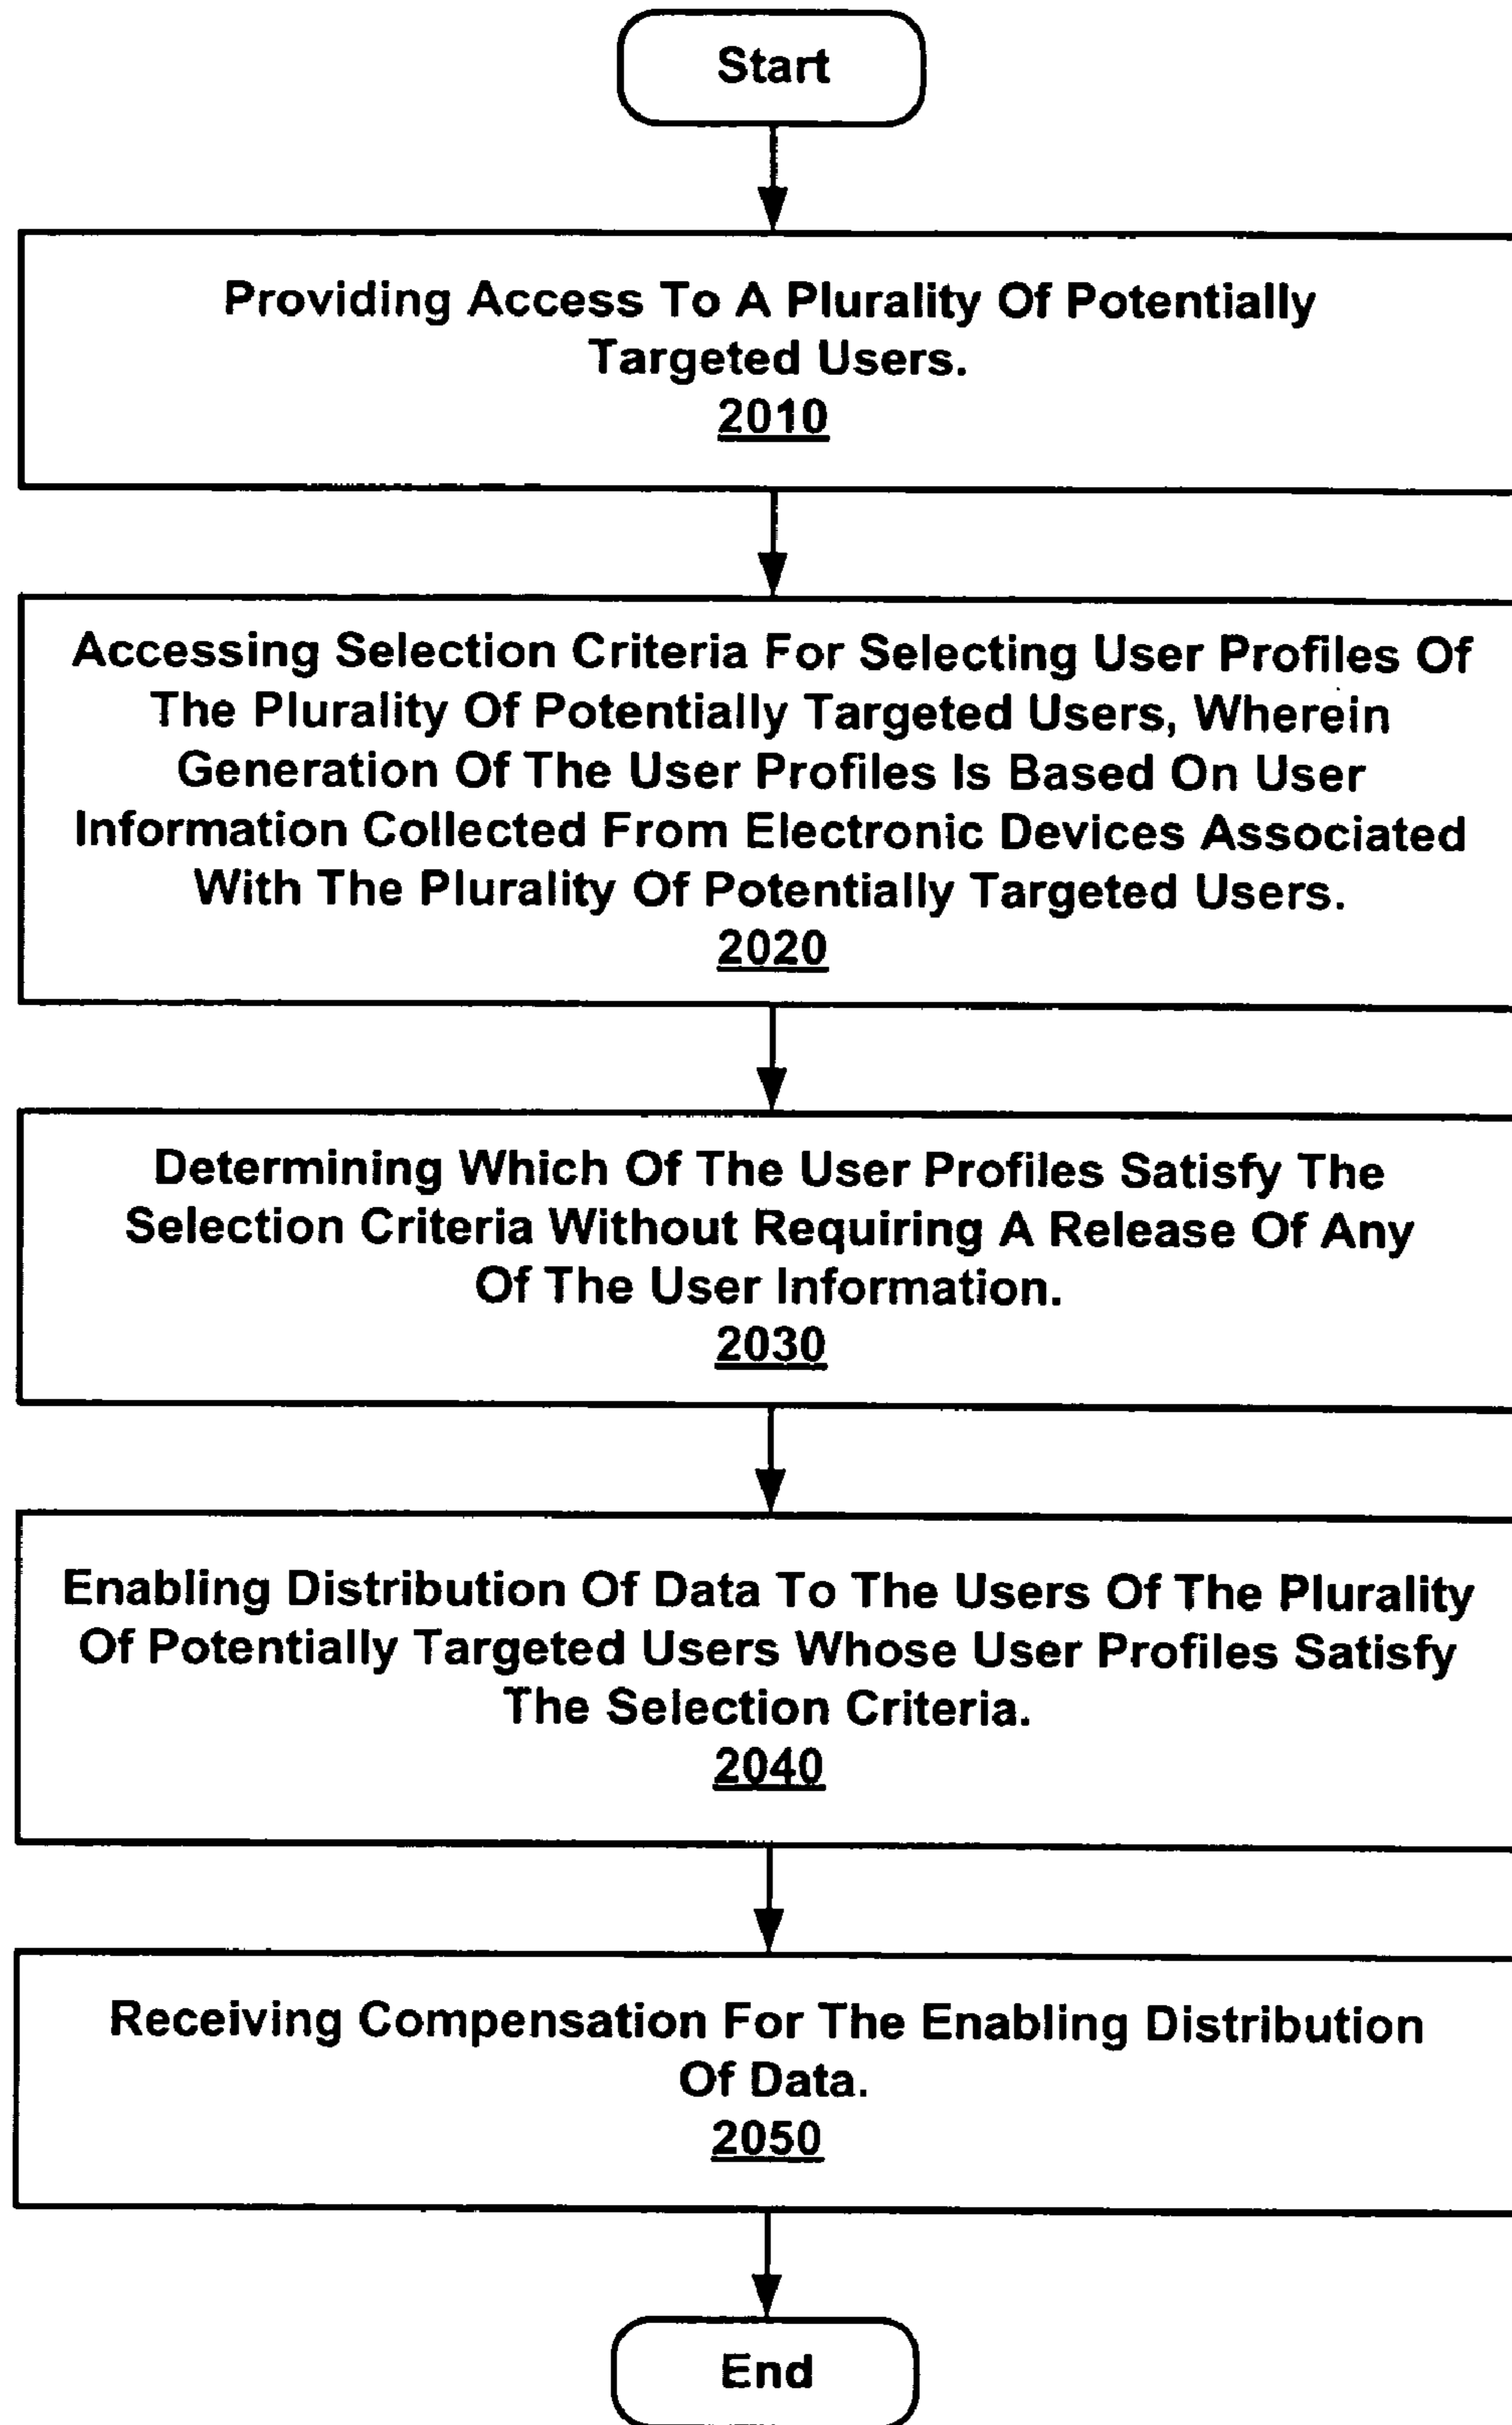 Start
Providing Access To A Plurality Of Potentially
Targeted Users.
2010
Accessing Selection Criteria For Selecting User Profiles Of
The Plurality Of Potentially Targeted Users, Wherein
Generation Of The User Profiles Is Based On User
Information Collected From Electronic Devices Associated
With The Plurality Of Potentially Targeted Users.
2020
Determining Which Of The User Profiles Satisfy The
Selection Criteria Without Requiring A Release Of Any
Of The User Information.
2030
Enabling Distribution Of Data To The Users Of The Plurality
Of Potentially Targeted Users Whose User Profiles Satisfy
The Selection Criteria.
2040
Receiving Compensation For The Enabling Distribution
Of Data.
2050
End